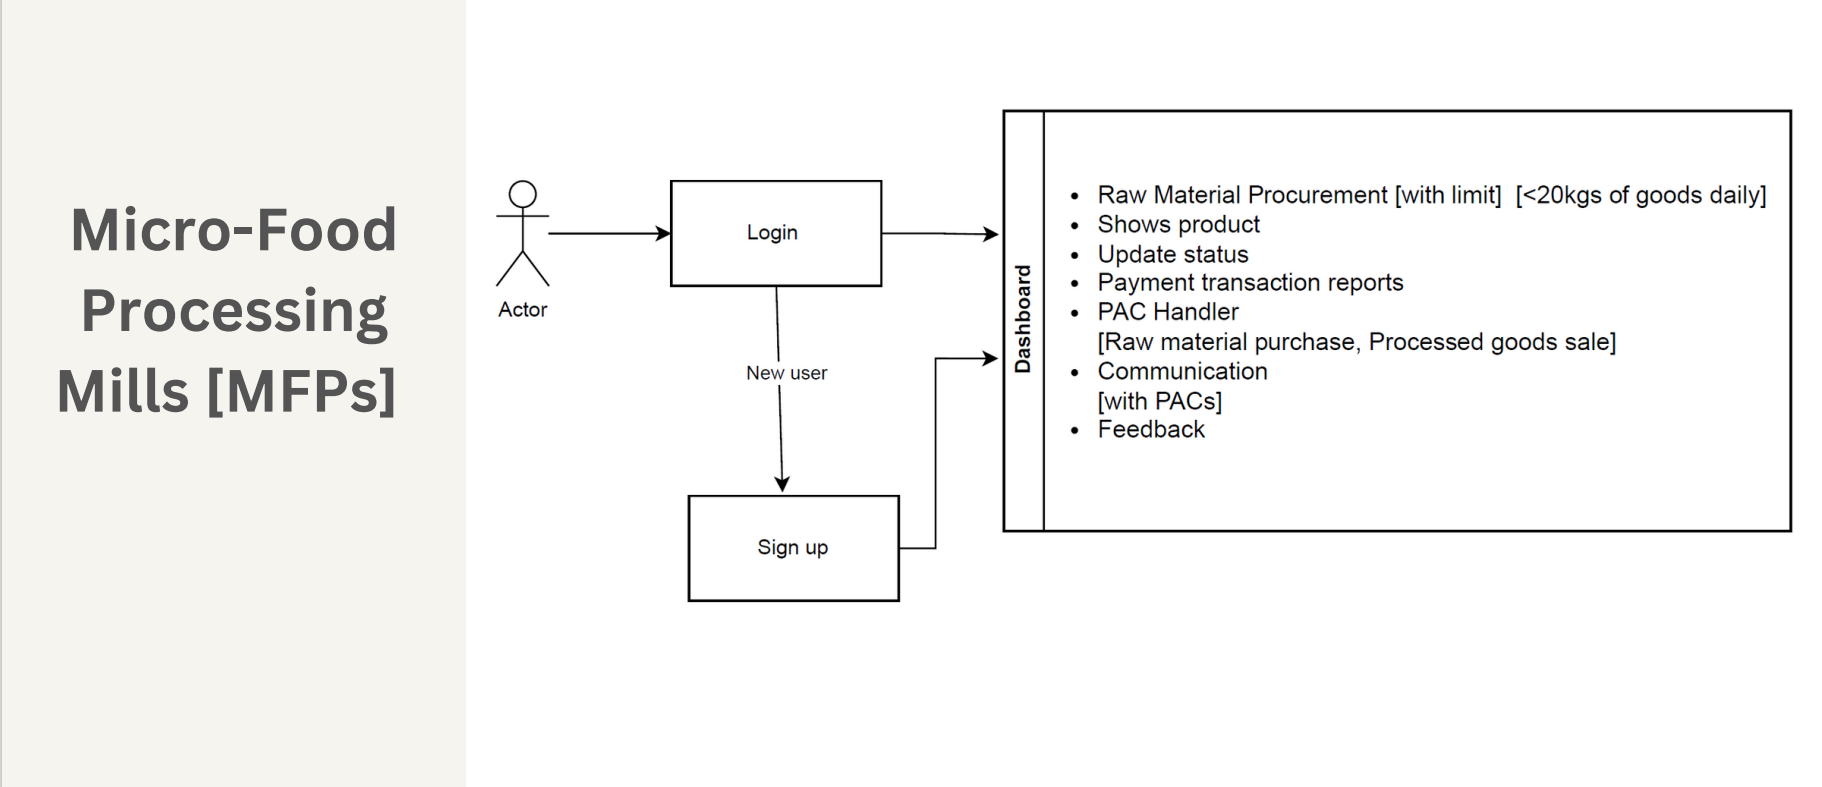 Micro-Food
Processing
Mills [MFPs]
Actor
Login
New user
Sign up
Dashboard
Raw Material Procurement [with limit]  [<20kgs of goods daily]
Shows product
Update status
Payment transaction reports
PAC Handler
[Raw material purchase, Processed goods sale]
Communication
[with PACs]
Feedback